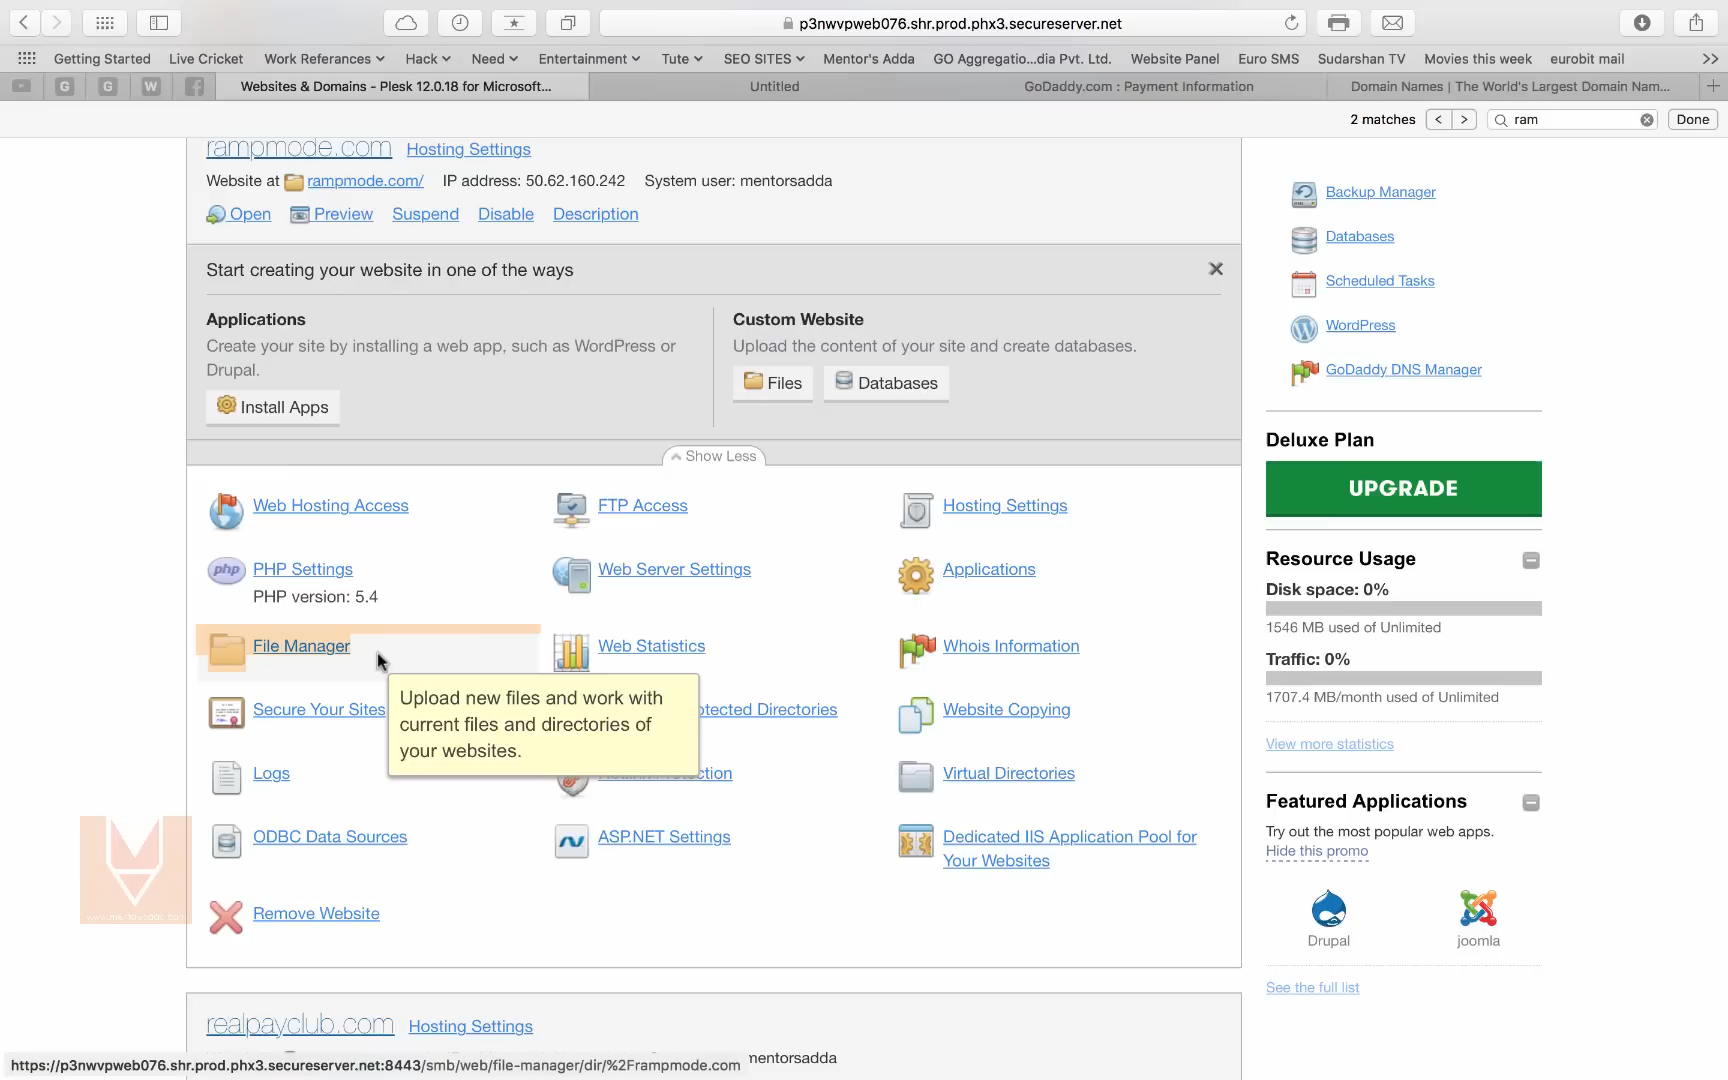 p3nwvpweb076.shr.prod.phx3.secureserver.net
Getting Started Live Cricket Work Referances Hack Need Entertainment Tute SEO SITES Mentor's Adda GO Aggregatio...dia Pvt. Ltd. Website Panel Euro SMS Sudarshan TV Movies this week eurobit mail >>
G G W Websites & Domains - Plesk 12.0.18 for Microsoft... Untitled GoDaddy.com : Payment Information Domain Names | The World's Largest Domain Nam... +
2 matches < > ram Done
rampmode.com Hosting Settings
Website at rampmode.com/ IP address: 50.62.160.242 System user: mentorsadda
Open Preview Suspend Disable Description
Start creating your website in one of the ways
Applications
Create your site by installing a web app, such as WordPress or
Drupal.
Install Apps
Custom Website
Upload the content of your site and create databases.
Files Databases
Show Less
Web Hosting Access FTP Access Hosting Settings
php PHP Settings Web Server Settings Applications
PHP version: 5.4
File Manager Web Statistics Whois Information
Upload new files and work with
current files and directories of
your websites.
Secure Your Sites otected Directories Website Copying
Logs Virtual Directories
ODBC Data Sources ASP.NET Settings Dedicated IIS Application Pool for
Your Websites
Remove Website
realpayclub.com Hosting Settings
mentorsadda
https://p3nwvpweb076.shr.prod.phx3.secureserver.net:8443/smb/web/file-manager/dir/%2Frampmode.com
Backup Manager
Databases
Scheduled Tasks
WordPress
GoDaddy DNS Manager
Deluxe Plan
UPGRADE
Resource Usage
Disk space: 0%
1546 MB used of Unlimited
Traffic: 0%
1707.4 MB/month used of Unlimited
View more statistics
Featured Applications
Try out the most popular web apps.
Hide this promo
Drupal joomla
See the full list